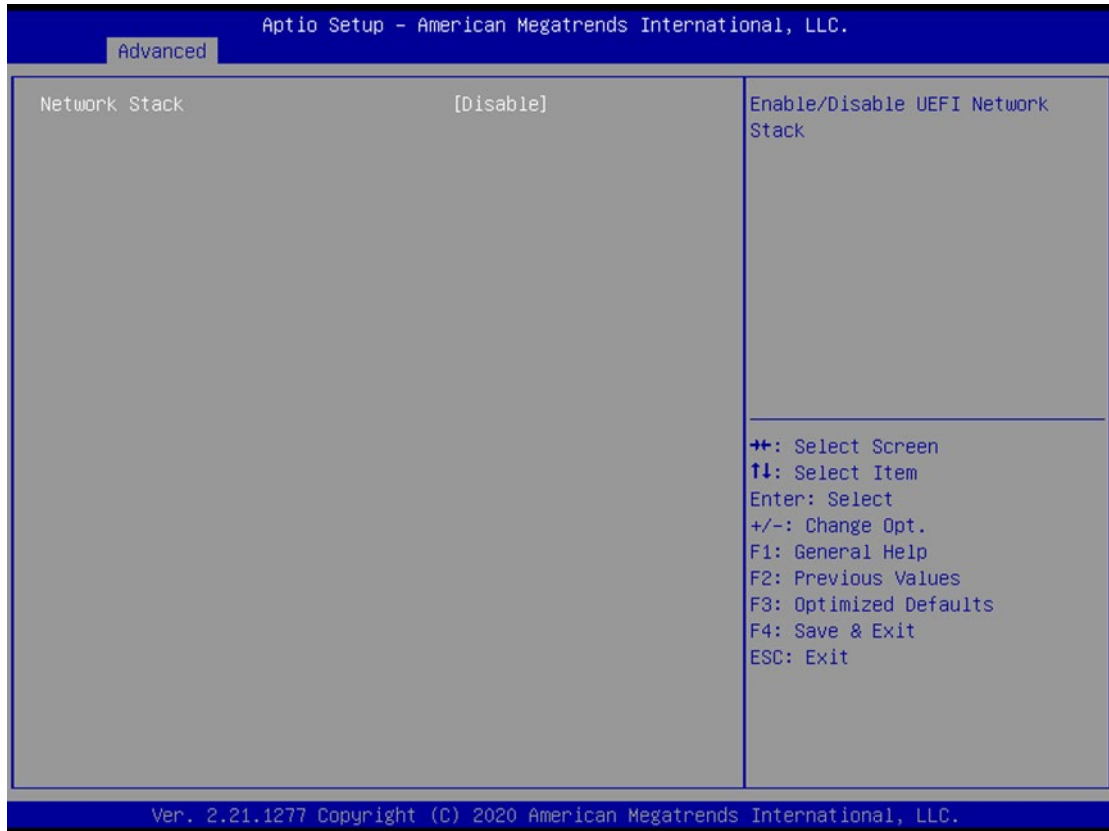 Aptio Setup – American Megatrends International, LLC.
Advanced
Network Stack [Disable]
Enable/Disable UEFI Network
Stack
→←: Select Screen
↑↓: Select Item
Enter: Select
+/-: Change Opt.
F1: General Help
F2: Previous Values
F3: Optimized Defaults
F4: Save & Exit
ESC: Exit
Ver. 2.21.1277 Copyright (C) 2020 American Megatrends International, LLC.